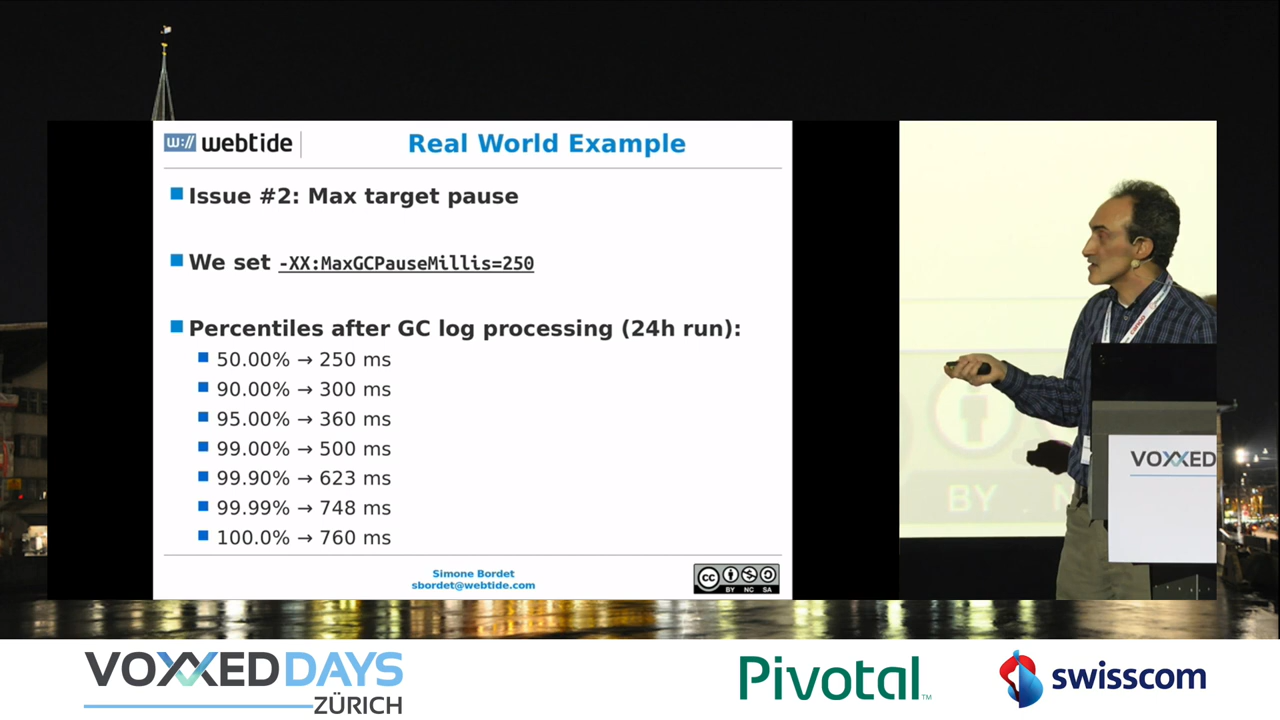 w:// webtide
Real World Example
Issue #2: Max target pause
We set -XX:MaxGCPauseMillis=250
Percentiles after GC log processing (24h run):
50.00% → 250 ms
90.00% → 300 ms
95.00% → 360 ms
99.00% → 500 ms
99.90% → 623 ms
99.99% → 748 ms
100.0% → 760 ms
Simone Bordet
sbordet@webtide.com
cc BY NC SA
BY N
VOXXED
VOXXED DAYS
ZÜRICH
Pivotal™
swisscom